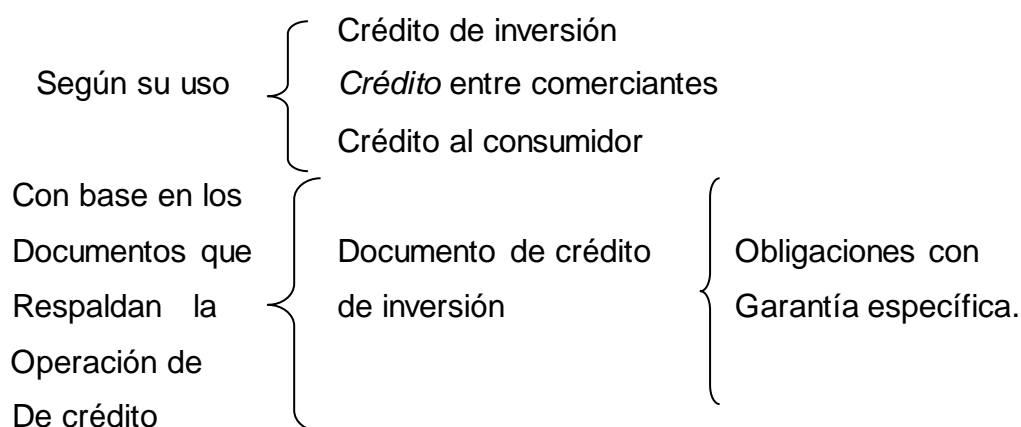 Crédito de inversión
Según su uso
Crédito entre comerciantes
Crédito al consumidor
Con base en los
Documentos que
Respaldan la
Operación de
De crédito
Documento de crédito
de inversión
Obligaciones con
Garantía específica.